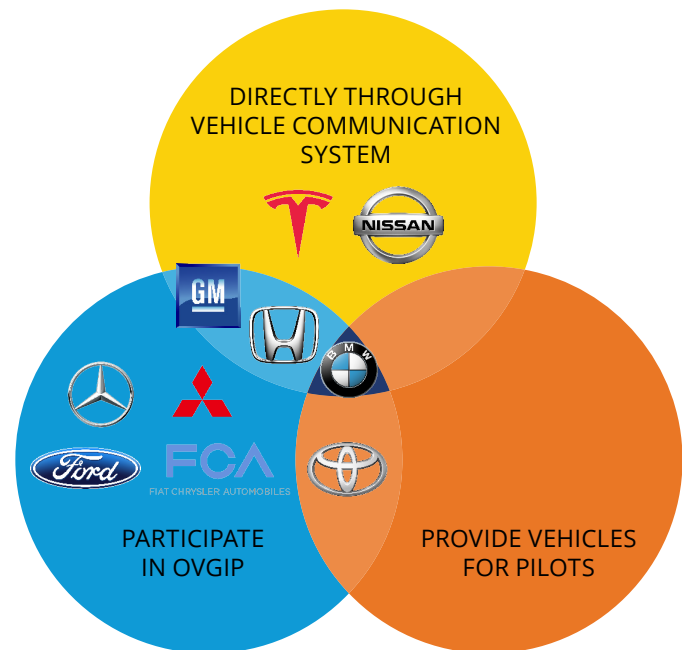 DIRECTLY THROUGH
VEHICLE COMMUNICATION
SYSTEM
NISSAN
GM
BMW
Ford
FCA
FIAT CHRYSLER AUTOMOBILES
PARTICIPATE
IN OVGIP
PROVIDE VEHICLES
FOR PILOTS